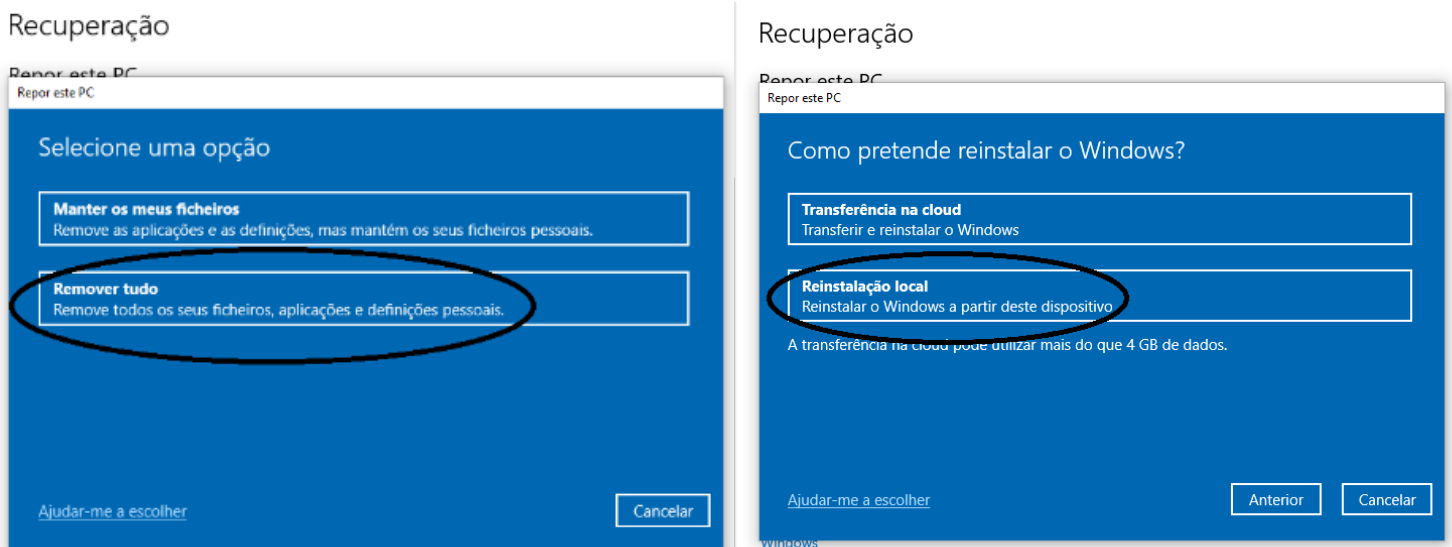 Recuperação
Repor este PC
Repor este PC
Selecione uma opção
Manter os meus ficheiros
Remove as aplicações e as definições, mas mantém os seus ficheiros pessoais.
Remover tudo
Remove todos os seus ficheiros, aplicações e definições pessoais.
Ajudar-me a escolher
Cancelar
Recuperação
Repor este PC
Repor este PC
Como pretende reinstalar o Windows?
Transferência na cloud
Transferir e reinstalar o Windows
Reinstalação local
Reinstalar o Windows a partir deste dispositivo
A transferência na cloud pode utilizar mais do que 4 GB de dados.
Ajudar-me a escolher
Anterior
Cancelar
Windows